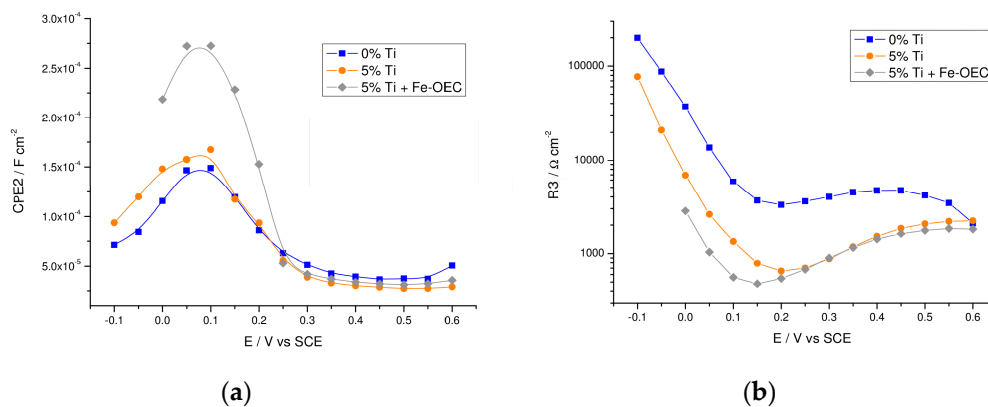 3.0x10⁻⁴
2.5x10⁻⁴
2.0x10⁻⁴
1.5x10⁻⁴
1.0x10⁻⁴
5.0x10⁻⁵
CPE2 / F cm⁻²
0% Ti
5% Ti
5% Ti + Fe-OEC
-0.1 0.0 0.1 0.2 0.3 0.4 0.5 0.6
E / V vs SCE
(a)
100000
10000
1000
R3 / Ω cm⁻²
0% Ti
5% Ti
5% Ti + Fe-OEC
-0.1 0.0 0.1 0.2 0.3 0.4 0.5 0.6
E / V vs SCE
(b)